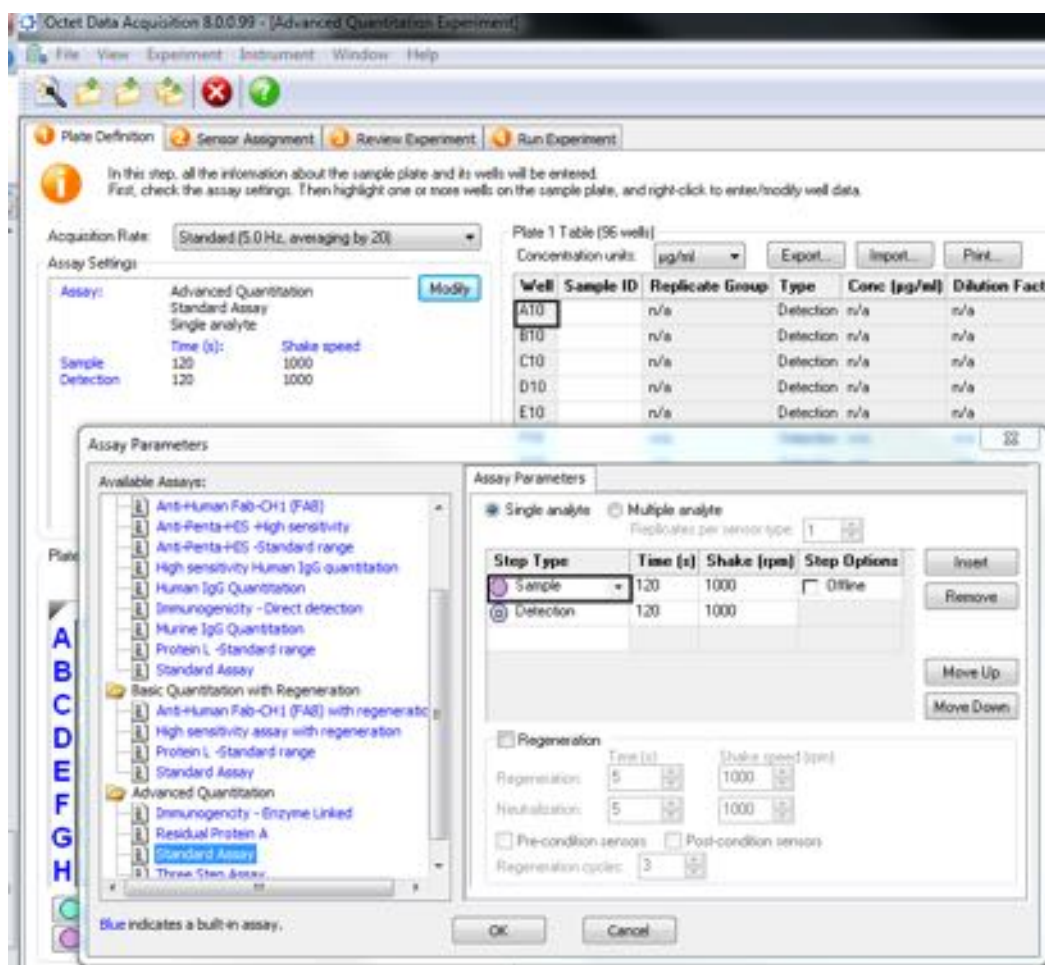 Octet Data Acquisition 8.0.0.99 - [Advanced Quantitation Experiment]
File View Experiment Instrument Window Help
1 Plate Definition 2 Sensor Assignment 3 Review Experiment 4 Run Experiment
In this step, all the information about the sample plate and its wells will be entered.
First, check the assay settings. Then highlight one or more wells on the sample plate, and right-click to enter/modify well data.
Acquisition Rate: Standard (5.0 Hz, averaging by 20)
Assay Settings
Assay: Advanced Quantitation
Standard Assay
Single analyte
Modify
Time (s): Shake speed
Sample 120 1000
Detection 120 1000
Plate 1 Table (96 wells)
Concentration units: µg/ml Export... Import... Print...
Well Sample ID Replicate Group Type Conc (µg/ml) Dilution Fact
A10 n/a Detection n/a n/a
B10 n/a Detection n/a n/a
C10 n/a Detection n/a n/a
D10 n/a Detection n/a n/a
E10 n/a Detection n/a n/a
Plate
A
B
C
D
E
F
G
H
Assay Parameters
Available Assays:
Anti-Human Fab-CH1 (FAB)
Anti-Penta-HIS -High sensitivity
Anti-Penta-HIS -Standard range
High sensitivity Human IgG quantitation
Human IgG Quantitation
Immunogenicity - Direct detection
Murine IgG Quantitation
Protein L -Standard range
Standard Assay
Basic Quantitation with Regeneration
Anti-Human Fab-CH1 (FAB) with regeneratic
High sensitivity assay with regeneration
Protein L -Standard range
Standard Assay
Advanced Quantitation
Immunogencity - Enzyme Linked
Residual Protein A
Standard Assay
Three Step Assay
Blue indicates a built-in assay.
Assay Parameters
Single analyte Multiple analyte
Replicates per sensor type: 1
Step Type Time (s) Shake (rpm) Step Options
Sample 120 1000 Offline
Detection 120 1000
Insert
Remove
Move Up
Move Down
Regeneration
Time (s) Shake speed (rpm)
Regeneration: 5 1000
Neutralization: 5 1000
Pre-condition sensors Post-condition sensors
Regeneration cycles: 3
OK Cancel